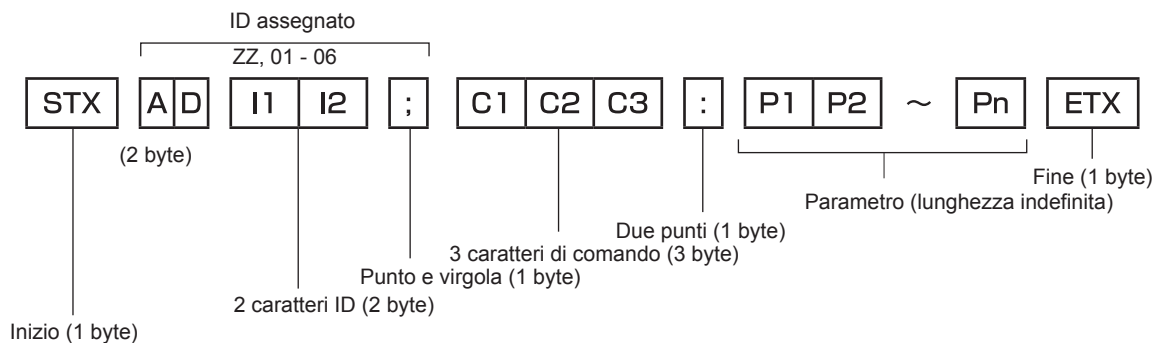 ID assegnato
ZZ, 01 - 06
STX A D I1 I2 ; C1 C2 C3 : P1 P2 ~ Pn ETX
(2 byte)
Fine (1 byte)
Parametro (lunghezza indefinita)
Due punti (1 byte)
3 caratteri di comando (3 byte)
Punto e virgola (1 byte)
2 caratteri ID (2 byte)
Inizio (1 byte)